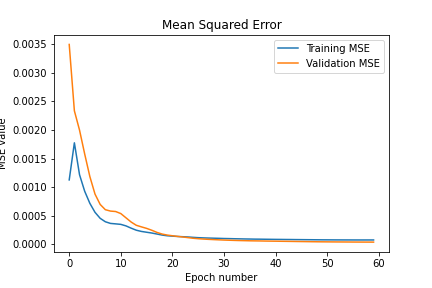 Mean Squared Error
Training MSE
Validation MSE
0.0035
0.0030
0.0025
0.0020
0.0015
0.0010
0.0005
0.0000
MSE value
0 10 20 30 40 50 60
Epoch number